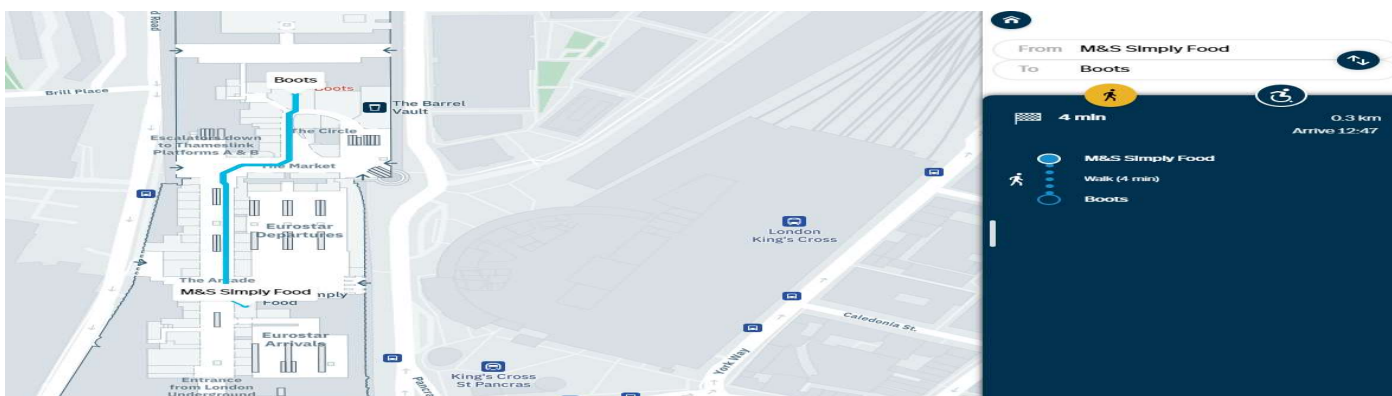 d Road
Brill Place
Boots
Boots
The Barrel
Vault
The Circle
Escalators down
to Thameslink
Platforms A & B
The Market
Eurostar
Departures
The Arcade
M&S Simply Food
mply
Food
Eurostar
Arrivals
Entrance
from London
Underground
London
King's Cross
Caledonia St.
York Way
King's Cross
St Pancras
Pancras
From M&S Simply Food
To Boots
4 min
0.3 km
Arrive 12:47
M&S Simply Food
Walk (4 min)
Boots